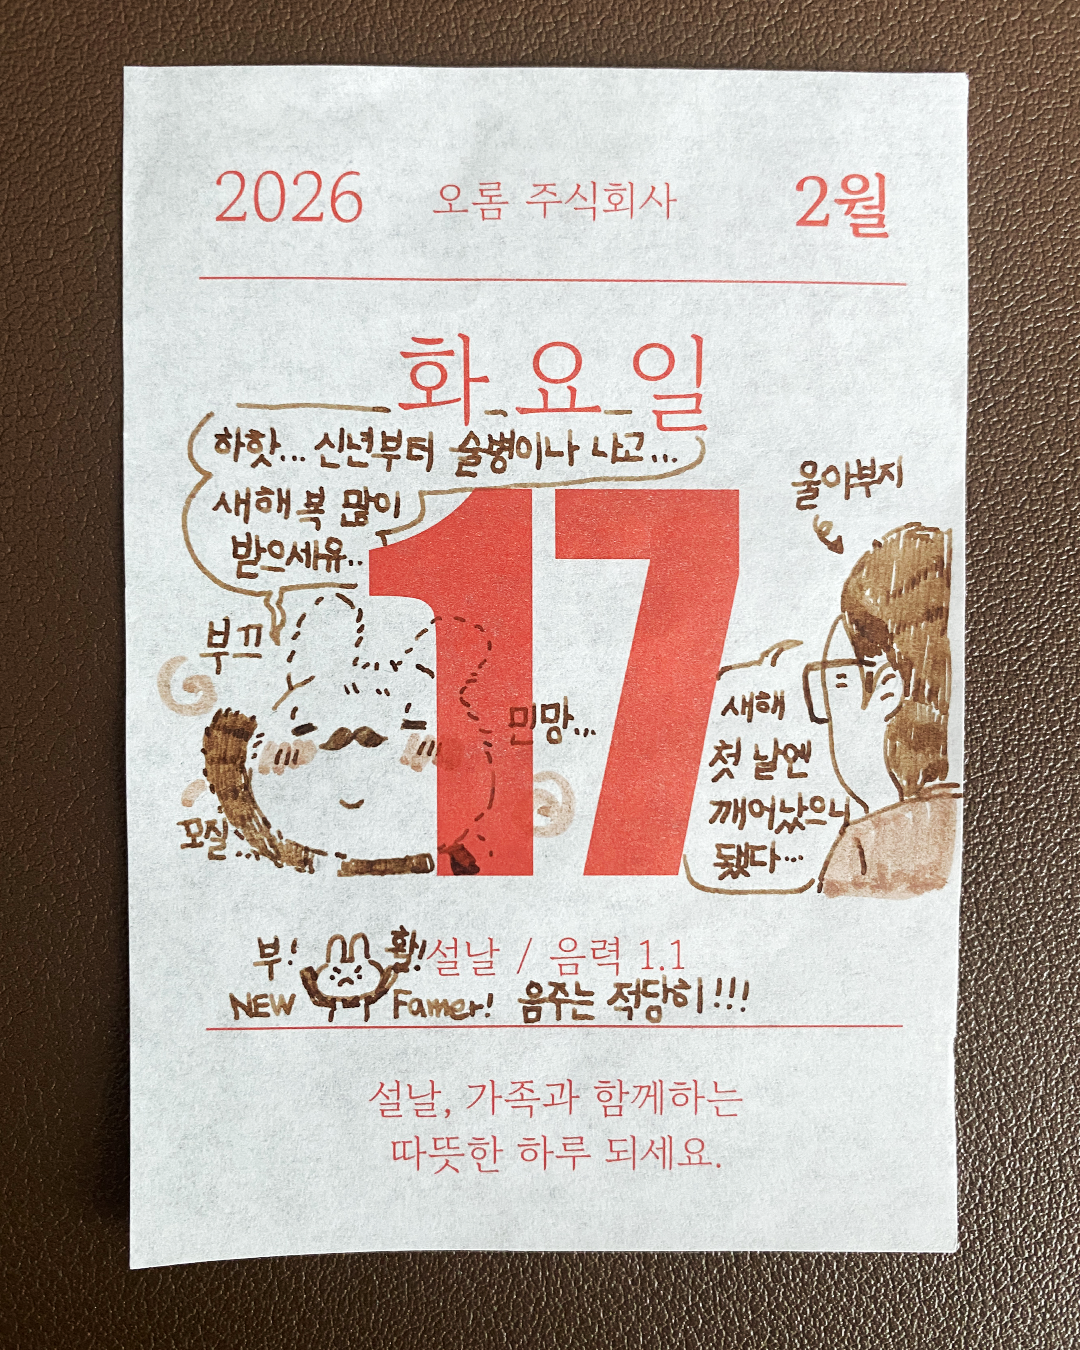 2026 오롬 주식회사 2월
화요일
하핫... 신년부터 술병이나 나고...
새해 복 많이
받으세유..
울아부지
17
부끄
민망...
모질...
새해
첫 날엔
깨어났으니
됐다...
부! 활!
설날 / 음력 1.1
NEW Famer! 음주는 적당히!!!
설날, 가족과 함께하는
따뜻한 하루 되세요.